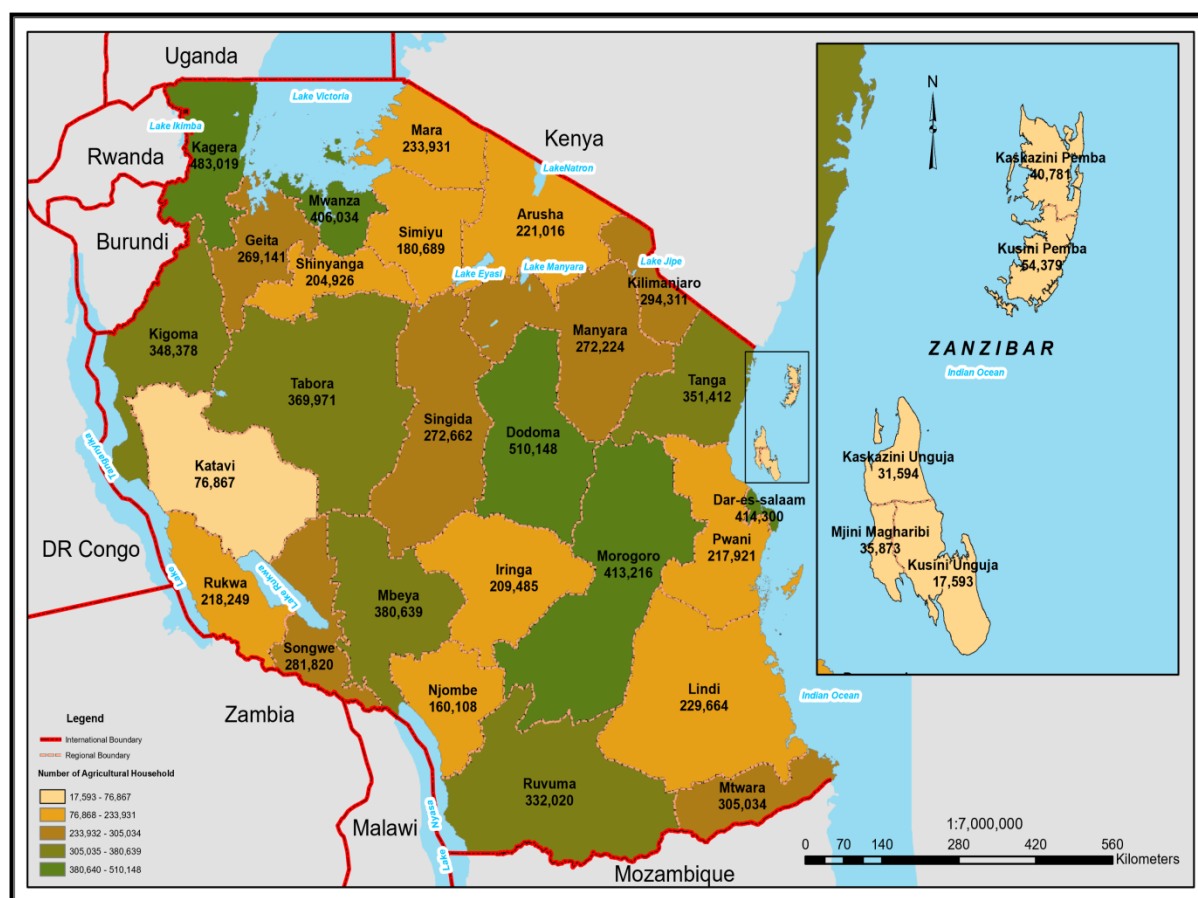 Uganda
Lake Victoria
Kenya
Lake Ikimba
Rwanda
Burundi
Kagera
483,019
Mara
233,931
LakeNatron
Mwanza
406,034
Arusha
221,016
Simiyu
180,689
Geita
269,141
Shinyanga
204,926
Lake Eyasi
Lake Manyara
Lake Jipe
Kilimanjaro
294,311
Kigoma
348,378
Manyara
272,224
Tabora
369,971
Tanga
351,412
Singida
272,662
Dodoma
510,148
Katavi
76,867
Lake
Tanganyika
DR Congo
Dar-es-salaam
414,300
Pwani
217,921
Morogoro
413,216
Iringa
209,485
Rukwa
218,249
Lake Rukwa
Mbeya
380,639
Songwe
281,820
Njombe
160,108
Lindi
229,664
Indian Ocean
Zambia
Ruvuma
332,020
Mtwara
305,034
Malawi
Lake
Nyasa
Mozambique
N
Kaskazini Pemba
40,781
Kusini Pemba
54,379
ZANZIBAR
Indian Ocean
Kaskazini Unguja
31,594
Mjini Magharibi
35,873
Kusini Unguja
17,593
Legend
International Boundary
Regional Boundary
Number of Agricultural Household
17,593 - 76,867
76,868 - 233,931
233,932 - 305,034
305,035 - 380,639
380,640 - 510,148
1:7,000,000
0 70 140 280 420 560
Kilometers